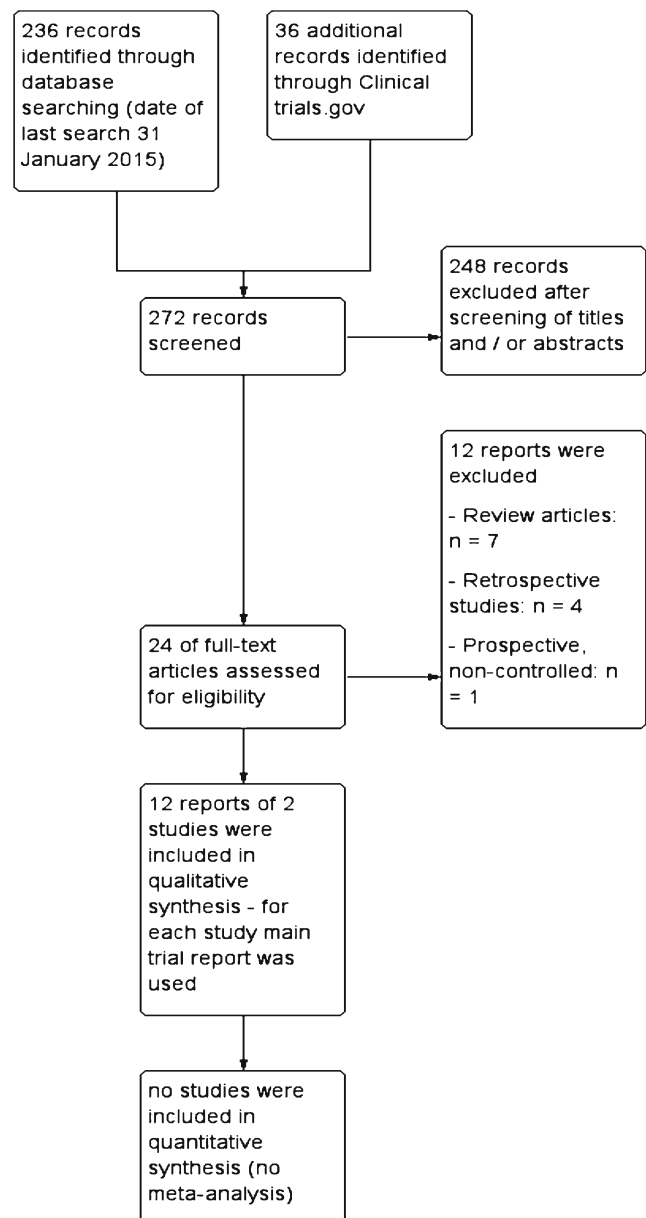 236 records
identified through
database
searching (date of
last search 31
January 2015)
36 additional
records identified
through Clinical
trials.gov
272 records
screened
248 records
excluded after
screening of titles
and / or abstracts
12 reports were
excluded
- Review articles:
n = 7
- Retrospective
studies: n = 4
- Prospective,
non-controlled: n
= 1
24 of full-text
articles assessed
for eligibility
12 reports of 2
studies were
included in
qualitative
synthesis - for
each study main
trial report was
used
no studies were
included in
quantitative
synthesis (no
meta-analysis)